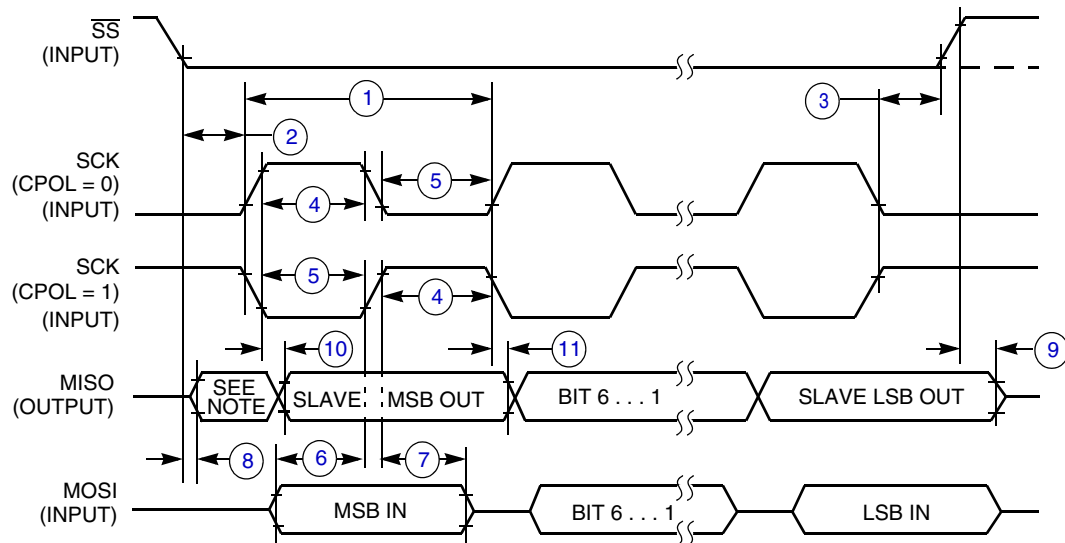 SS
(INPUT)
1
3
2
SCK
(CPOL = 0)
(INPUT)
5
4
SCK
(CPOL = 1)
(INPUT)
5
4
10
11
9
MISO
(OUTPUT)
SEE
NOTE
SLAVE
MSB OUT
BIT 6 . . . 1
SLAVE LSB OUT
8
6
7
MOSI
(INPUT)
MSB IN
BIT 6 . . . 1
LSB IN